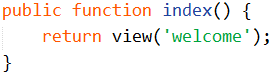 public function index() {
    return view('welcome');
}